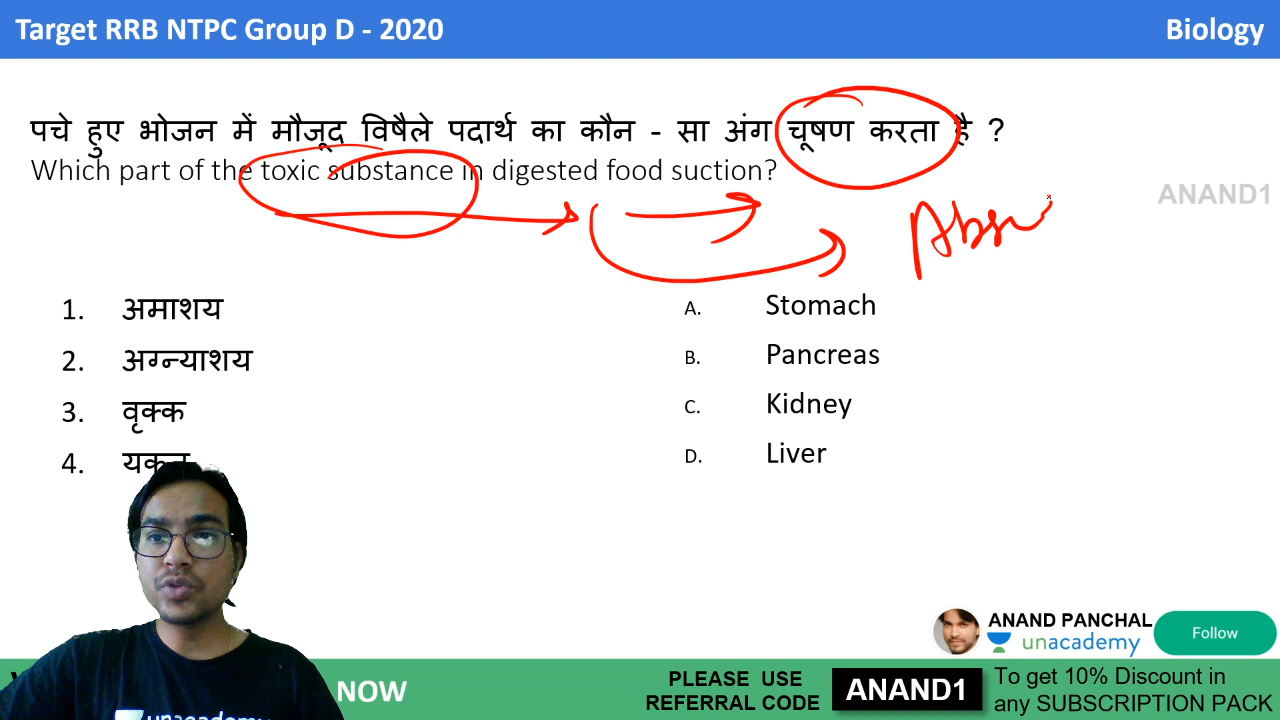 Target RRB NTPC Group D - 2020
Biology
पचे हुए भोजन में मौजूद विषैले पदार्थ का कौन - सा अंग चूषण करता है ?
Which part of the toxic substance in digested food suction?
ANAND1
1. अमाशय
2. अग्न्याशय
3. वृक्क
4.
A. Stomach
B. Pancreas
C. Kidney
D. Liver
ANAND PANCHAL
unacademy
Follow
NOW
PLEASE USE
REFERRAL CODE
ANAND1
To get 10% Discount in
any SUBSCRIPTION PACK
unacademy